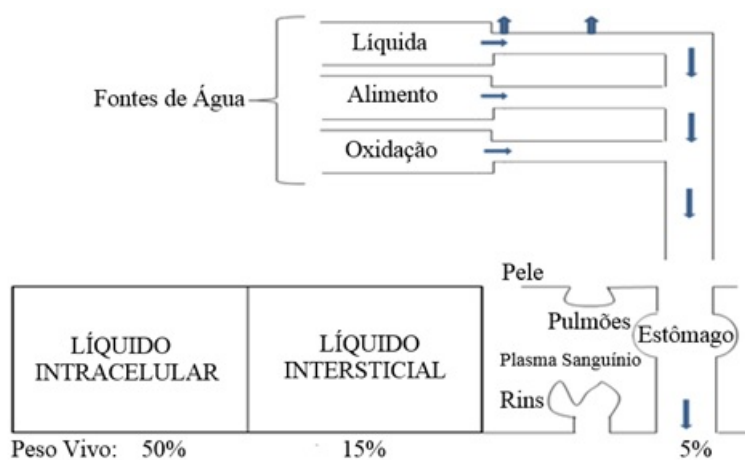 Líquida
Fontes de Água
Alimento
Oxidação
Pele
Pulmões
Estômago
LÍQUIDO
INTRACELULAR
LÍQUIDO
INTERSTICIAL
Plasma Sanguínio
Rins
Peso Vivo: 50% 15% 5%